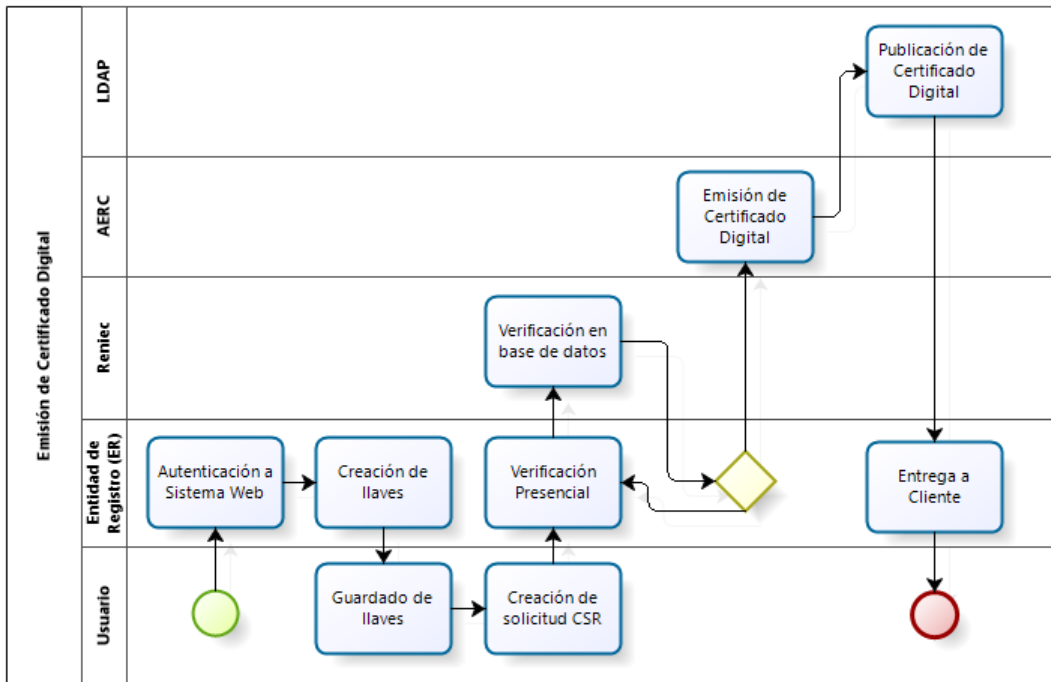 Emisión de Certificado Digital
LDAP
Publicación de
Certificado
Digital
AERC
Emisión de
Certificado
Digital
Reniec
Verificación en
base de datos
Entidad de
Registro (ER)
Autenticación a
Sistema Web
Creación de
llaves
Verificación
Presencial
Entrega a
Cliente
Usuario
Guardado de
llaves
Creación de
solicitud CSR